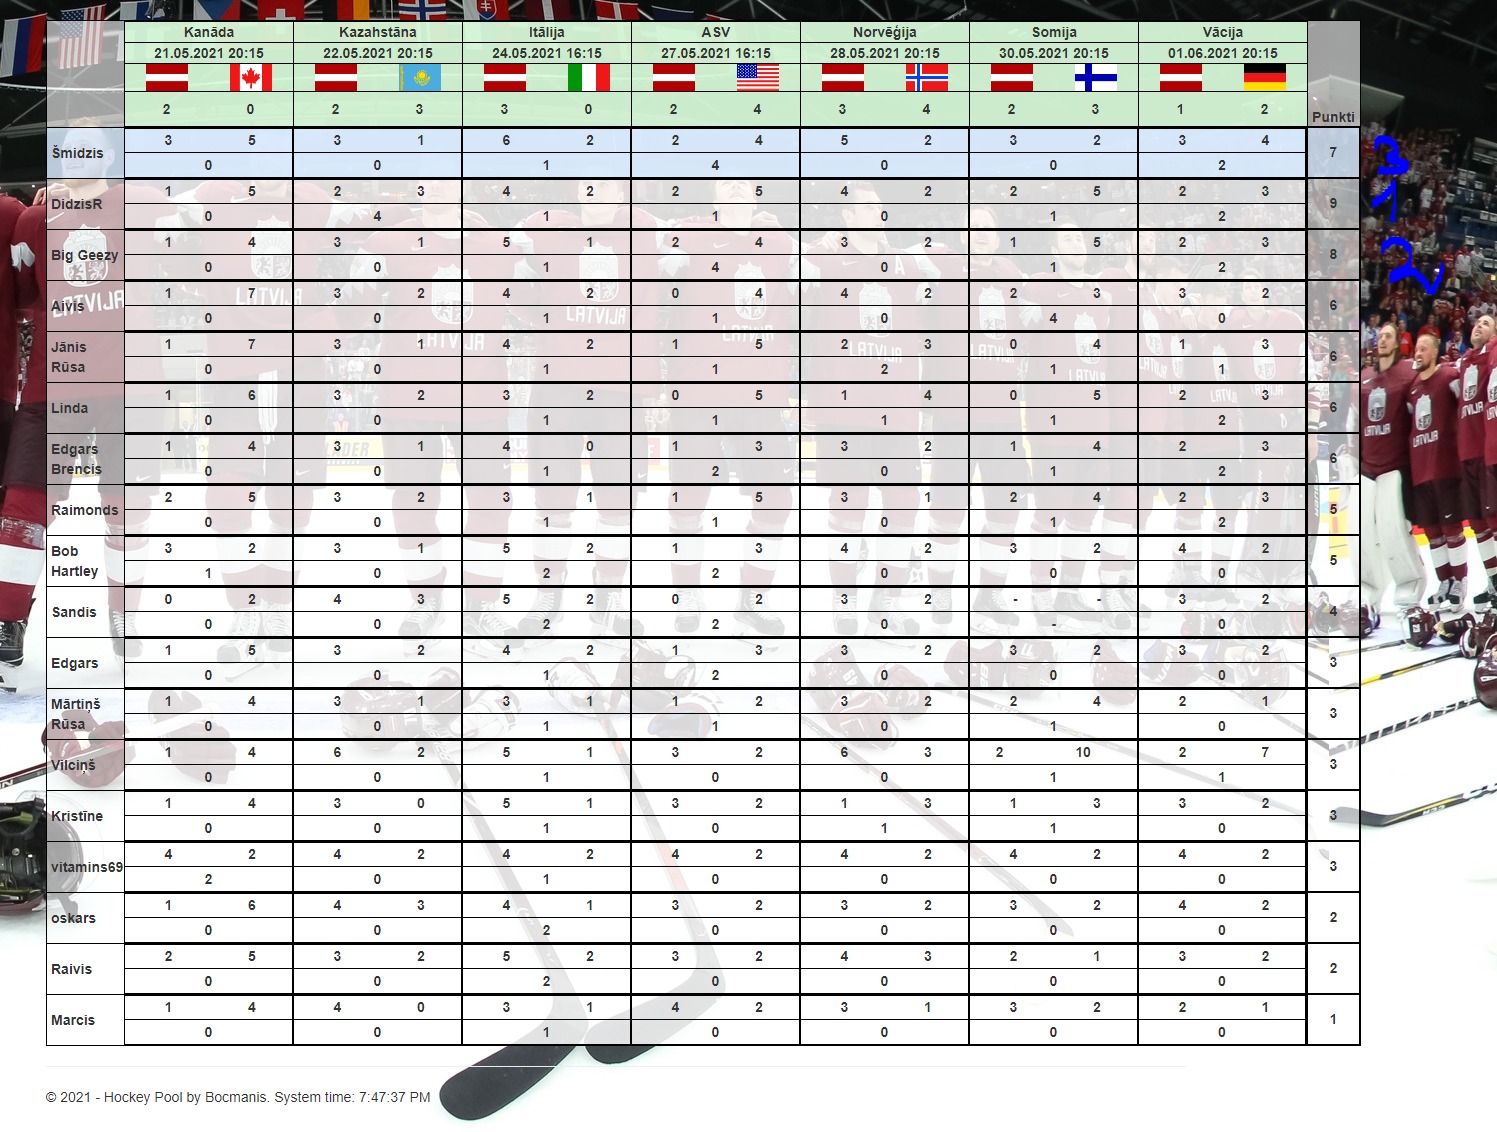 Kanāda Kazahstāna Itālija ASV Norvēģija Somija Vācija
21.05.2021 20:15 22.05.2021 20:15 24.05.2021 16:15 27.05.2021 16:15 28.05.2021 20:15 30.05.2021 20:15 01.06.2021 20:15
2 0 2 3 3 0 2 4 3 4 2 3 1 2 Punkti
3 5 3 1 6 2 2 4 5 2 3 2 3 4
Šmidzis 7 3
0 0 1 4 0 0 2
1 5 2 3 4 2 2 5 4 2 2 5 2 3
DidzisR 9 1
0 4 1 1 0 1 2
1 4 3 1 5 1 2 4 3 2 1 5 2 3
Big Geezy 8 2
0 0 1 4 0 1 2
1 7 3 2 4 2 0 4 4 2 2 3 3 2
Aivis 6
0 0 1 1 0 4 0
Jānis 1 7 3 1 4 2 1 5 2 3 0 4 1 3
Rūsa 6
0 0 1 1 2 1 1
1 6 3 2 3 2 0 5 1 4 0 5 2 3
Linda 6
0 0 1 1 1 1 2
Edgars 1 4 3 1 4 0 1 3 3 2 1 4 2 3
Brencis 6
0 0 1 2 0 1 2
2 5 3 2 3 1 1 5 3 1 2 4 2 3
Raimonds 5
0 0 1 1 0 1 2
Bob 3 2 3 1 5 2 1 3 4 2 3 2 4 2
Hartley 5
1 0 2 2 0 0 0
0 2 4 3 5 2 0 2 3 2 - - 3 2
Sandis 4
0 0 2 2 0 - 0
1 5 3 2 4 2 1 3 3 2 3 2 3 2
Edgars 3
0 0 1 2 0 0 0
Mārtiņš 1 4 3 1 3 1 1 2 3 2 2 4 2 1
Rūsa 3
0 0 1 1 0 1 0
1 4 6 2 5 1 3 2 6 3 2 10 2 7
Vilciņš 3
0 0 1 0 0 1 1
1 4 3 0 5 1 3 2 1 3 1 3 3 2
Kristīne 3
0 0 1 0 1 1 0
4 2 4 2 4 2 4 2 4 2 4 2 4 2
vitamins69 3
2 0 1 0 0 0 0
1 6 4 3 4 1 3 2 3 2 3 2 4 2
oskars 2
0 0 2 0 0 0 0
2 5 3 2 5 2 3 2 4 3 2 1 3 2
Raivis 2
0 0 2 0 0 0 0
1 4 4 0 3 1 4 2 3 1 3 2 2 1
Marcis 1
0 0 1 0 0 0 0
© 2021 - Hockey Pool by Bocmanis. System time: 7:47:37 PM